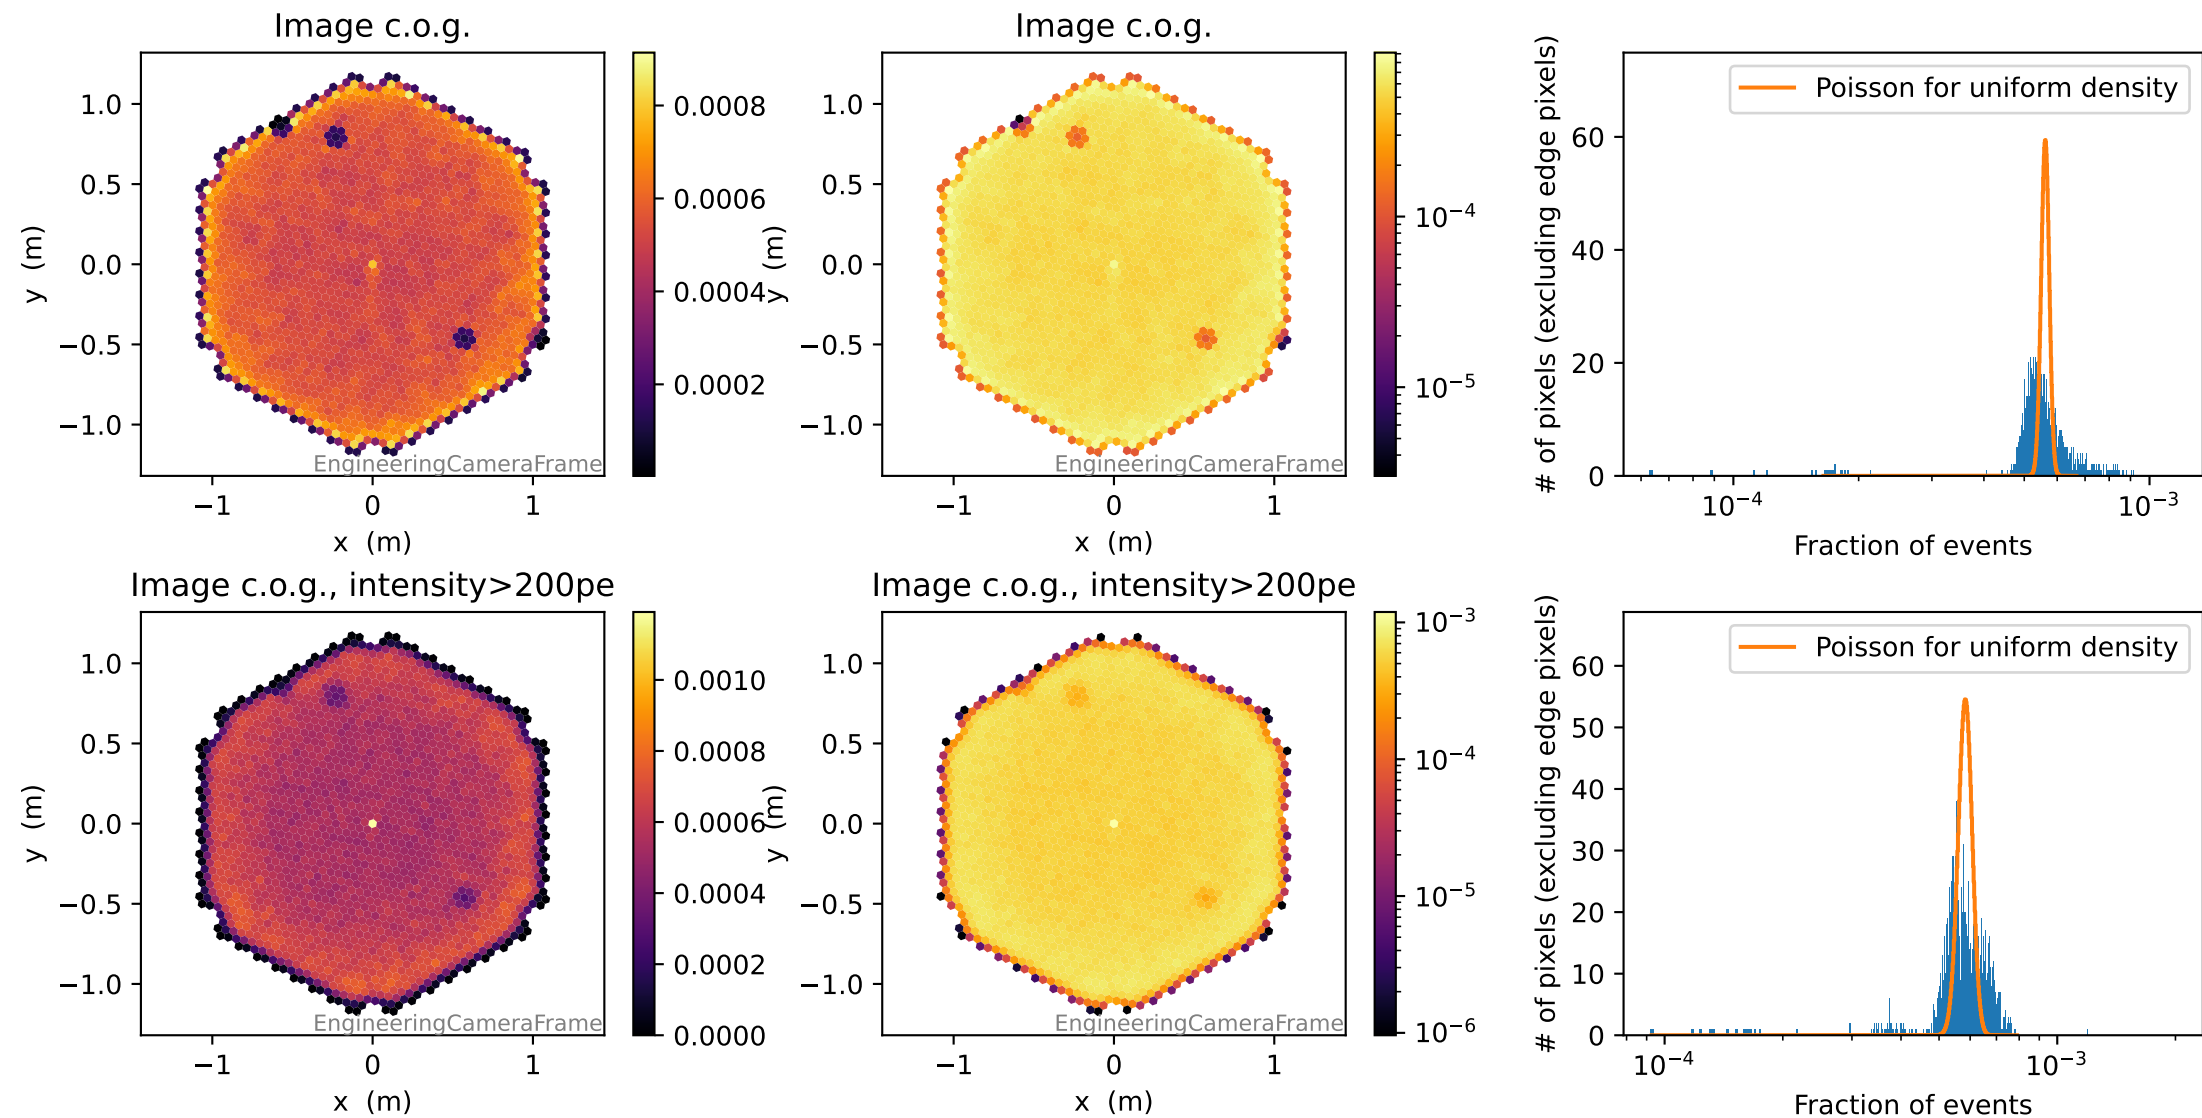 Image c.o.g.
1.0
0.5
0.0
−0.5
−1.0
−1
0
1
y (m)
x (m)
EngineeringCameraFrame
0.0008
0.0006
0.0004
0.0002
Image c.o.g.
1.0
0.5
0.0
−0.5
−1.0
−1
0
1
y (m)
x (m)
EngineeringCameraFrame
10−4
10−5
Poisson for uniform density
# of pixels (excluding edge pixels)
60
40
20
0
10−4
10−3
Fraction of events
Image c.o.g., intensity>200pe
1.0
0.5
0.0
−0.5
−1.0
−1
0
1
y (m)
x (m)
EngineeringCameraFrame
0.0010
0.0008
0.0006
0.0004
0.0002
0.0000
Image c.o.g., intensity>200pe
1.0
0.5
0.0
−0.5
−1.0
−1
0
1
y (m)
x (m)
EngineeringCameraFrame
10−3
10−4
10−5
10−6
Poisson for uniform density
# of pixels (excluding edge pixels)
60
50
40
30
20
10
0
10−4
10−3
Fraction of events